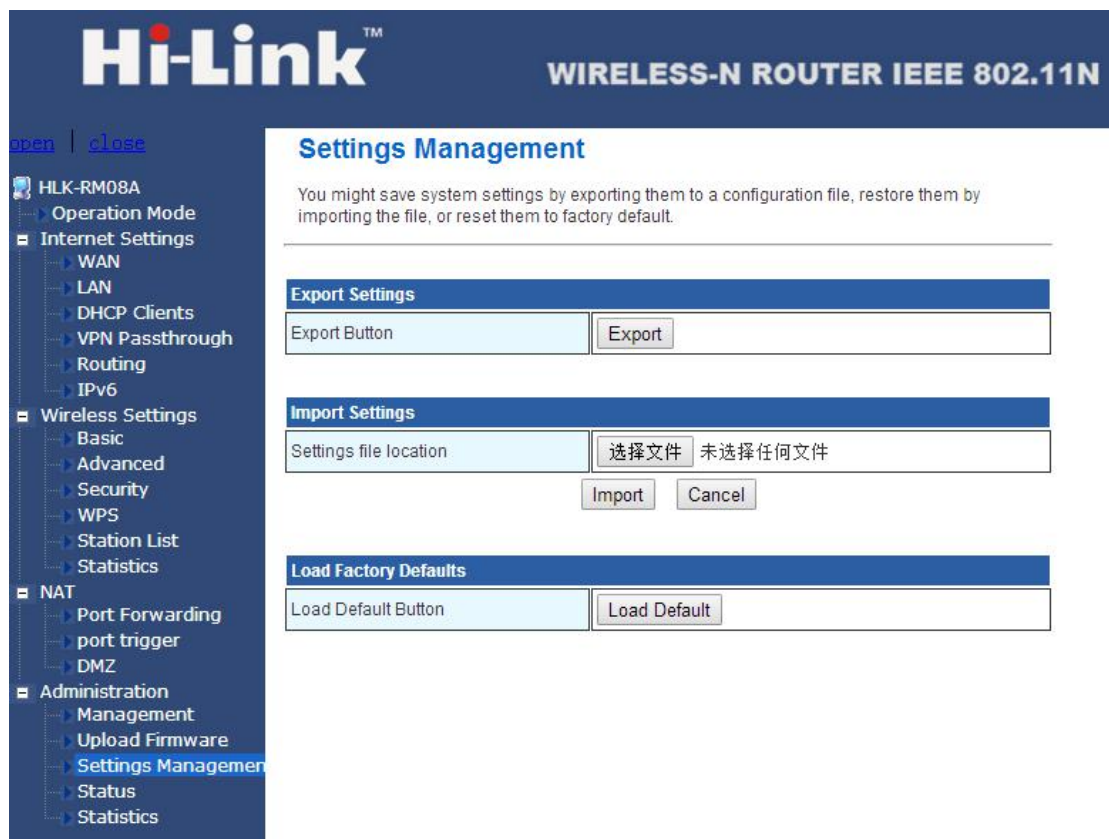 Hi-Link™
WIRELESS-N ROUTER IEEE 802.11N
open | close
HLK-RM08A
Operation Mode
Internet Settings
WAN
LAN
DHCP Clients
VPN Passthrough
Routing
IPv6
Wireless Settings
Basic
Advanced
Security
WPS
Station List
Statistics
NAT
Port Forwarding
port trigger
DMZ
Administration
Management
Upload Firmware
Settings Managemen
Status
Statistics
Settings Management
You might save system settings by exporting them to a configuration file, restore them by
importing the file, or reset them to factory default.
Export Settings
Export Button Export
Import Settings
Settings file location 选择文件 未选择任何文件
Import Cancel
Load Factory Defaults
Load Default Button Load Default